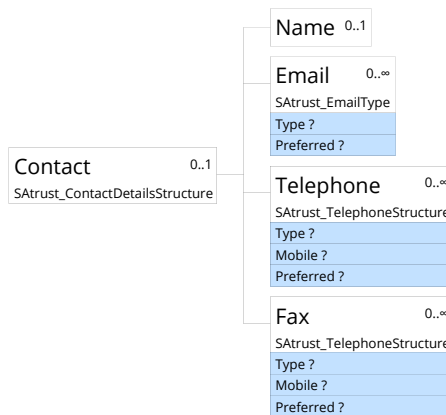 Name 0..1
Email 0..∞
SAtrust_EmailType
Type ?
Preferred ?
Contact 0..1
SAtrust_ContactDetailsStructure
Telephone 0..∞
SAtrust_TelephoneStructure
Type ?
Mobile ?
Preferred ?
Fax 0..∞
SAtrust_TelephoneStructure
Type ?
Mobile ?
Preferred ?